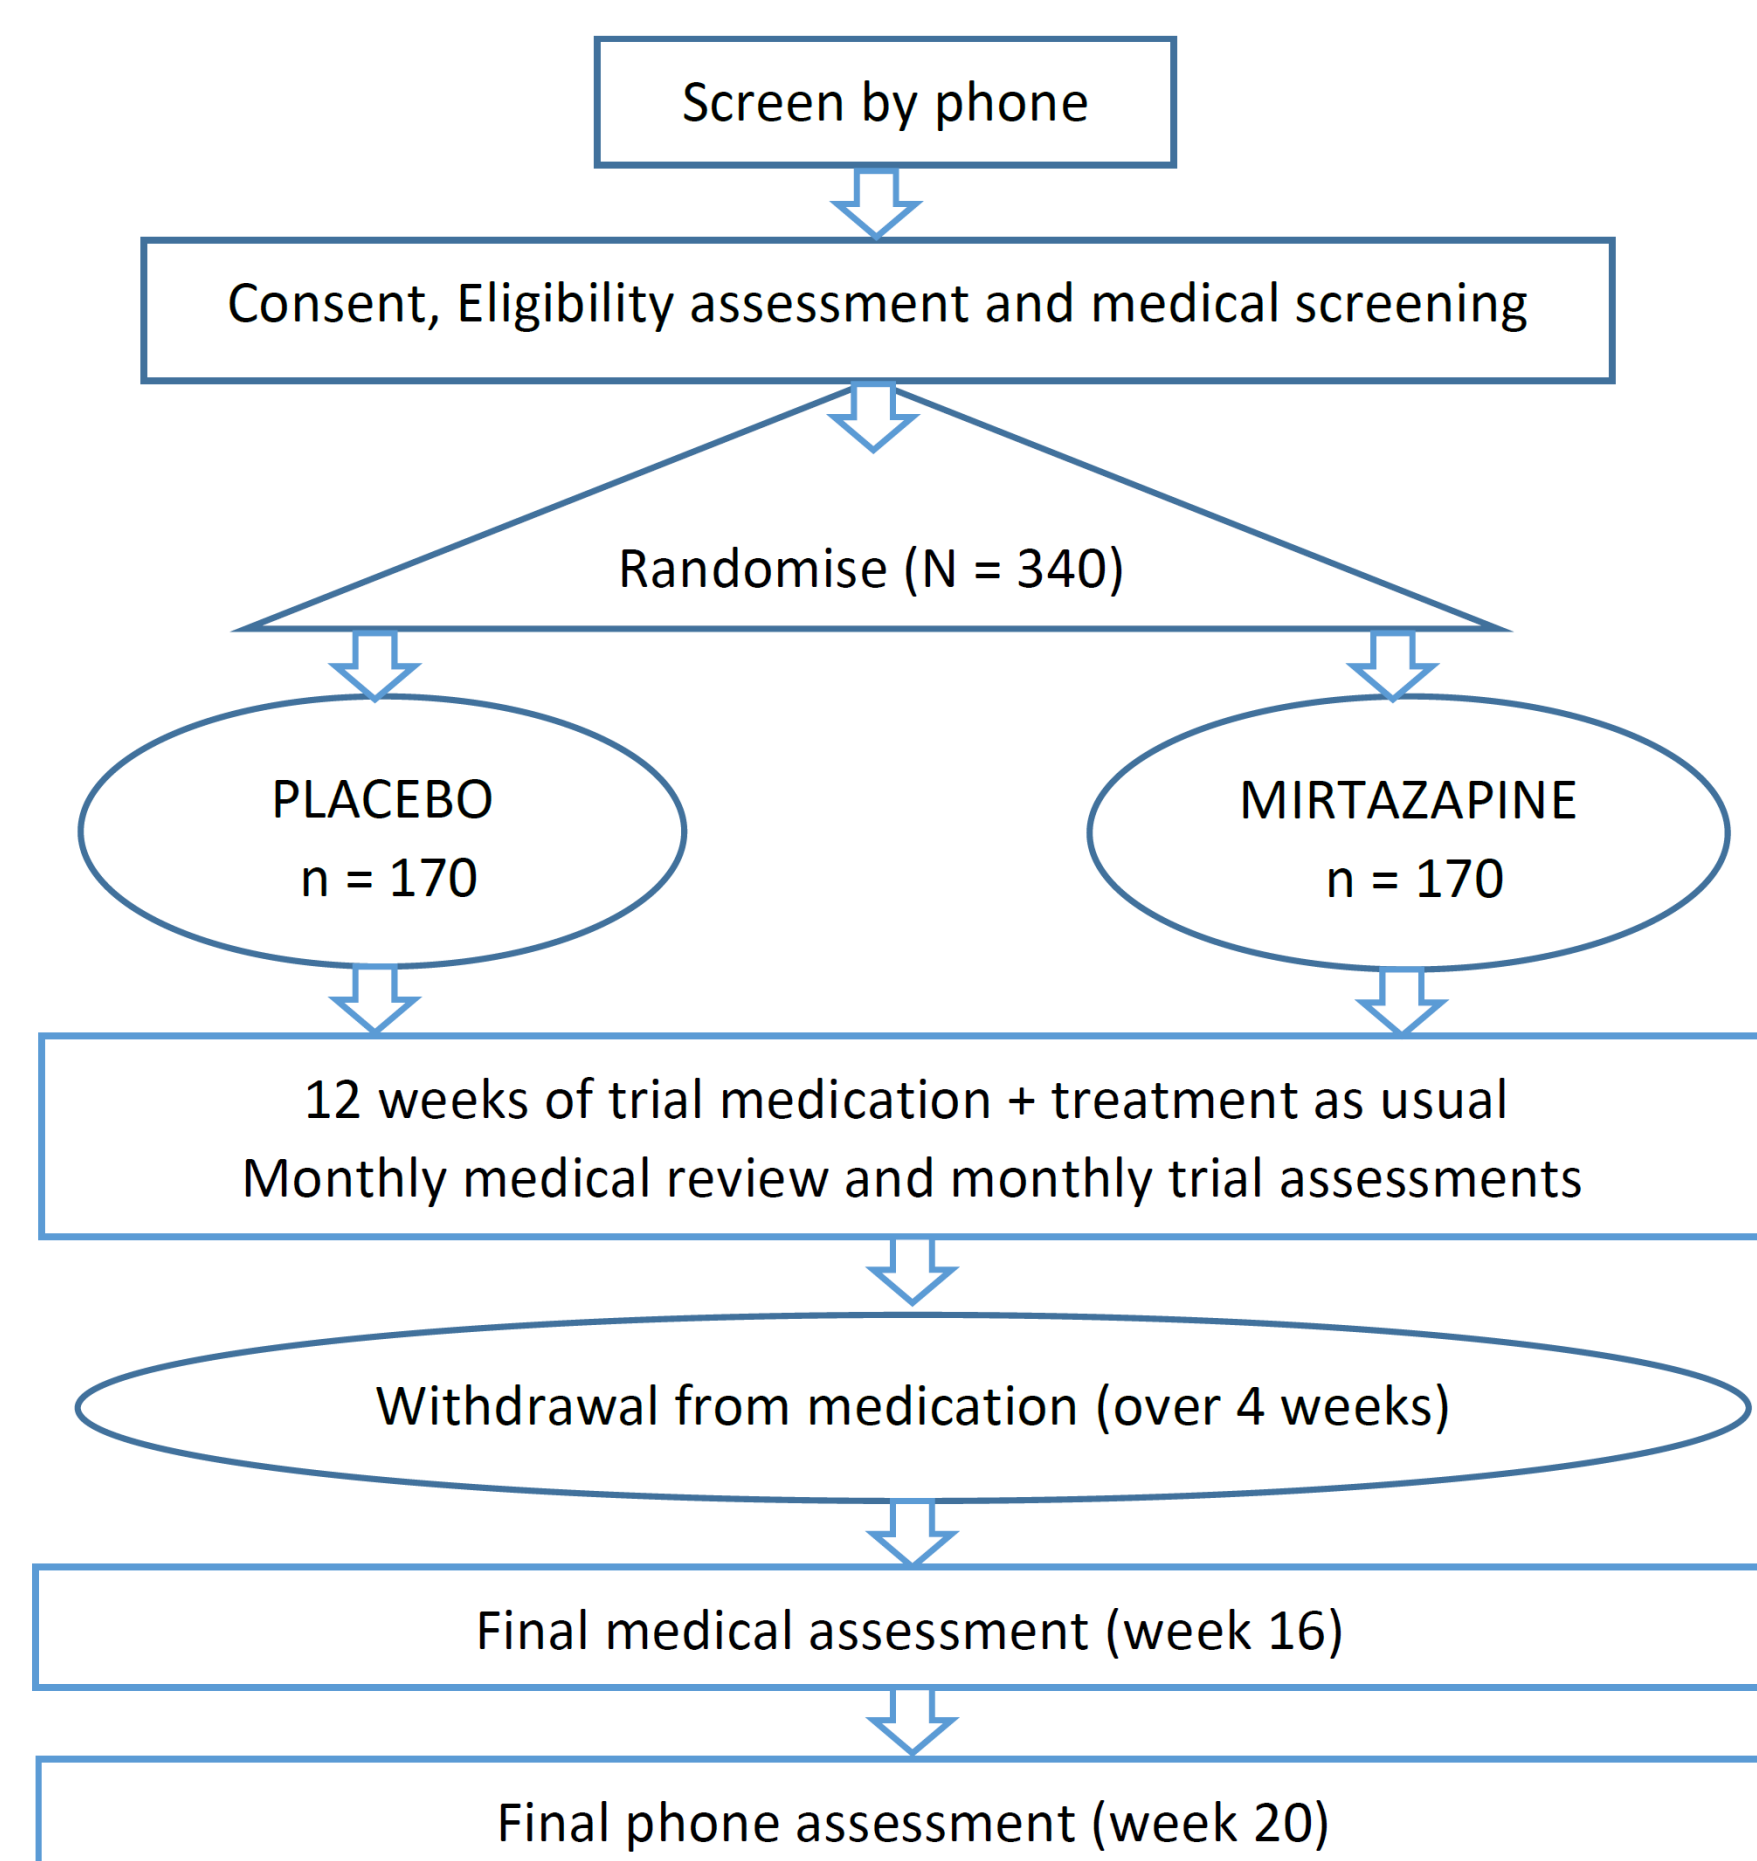 Screen by phone
Consent, Eligibility assessment and medical screening
Randomise (N = 340)
PLACEBO
n = 170
MIRTAZAPINE
n = 170
12 weeks of trial medication + treatment as usual
Monthly medical review and monthly trial assessments
Withdrawal from medication (over 4 weeks)
Final medical assessment (week 16)
Final phone assessment (week 20)